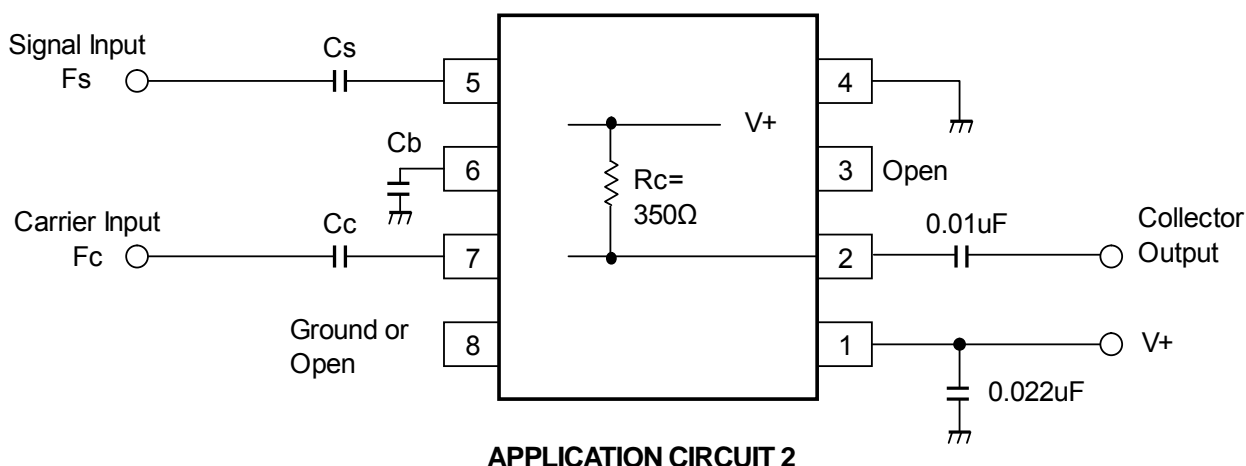 Signal Input
Fs
Cs
5
4
V+
Cb
6
3
Open
Rc=
350Ω
Carrier Input
Fc
Cc
7
2
0.01uF
Collector
Output
Ground or
Open
8
1
V+
0.022uF
APPLICATION CIRCUIT 2